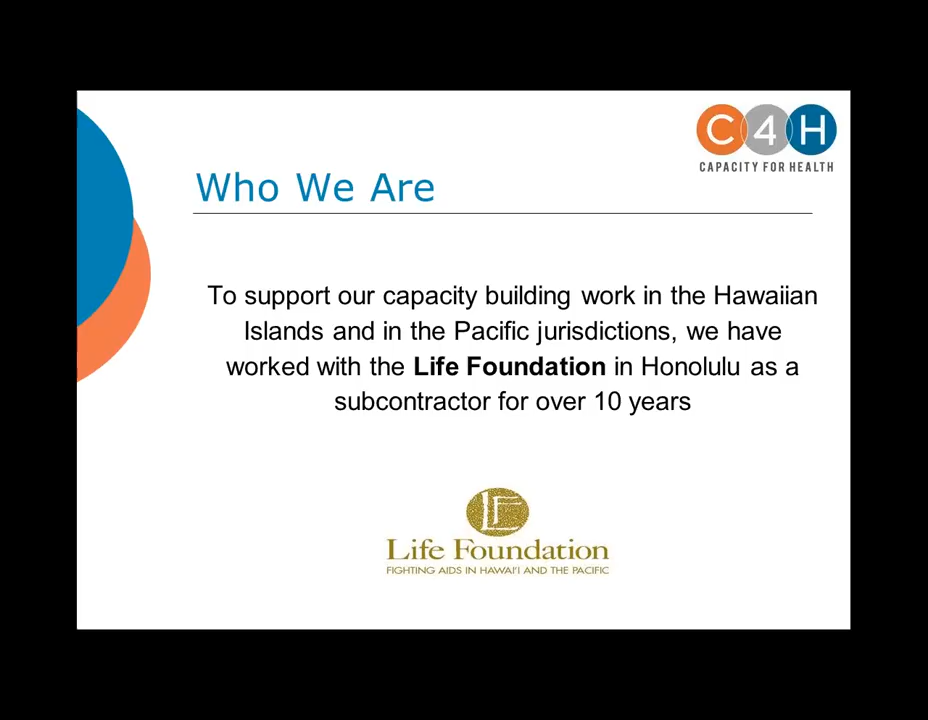 C4H
CAPACITY FOR HEALTH
Who We Are
To support our capacity building work in the Hawaiian
Islands and in the Pacific jurisdictions, we have
worked with the Life Foundation in Honolulu as a
subcontractor for over 10 years
LF
Life Foundation
FIGHTING AIDS IN HAWAI'I AND THE PACIFIC